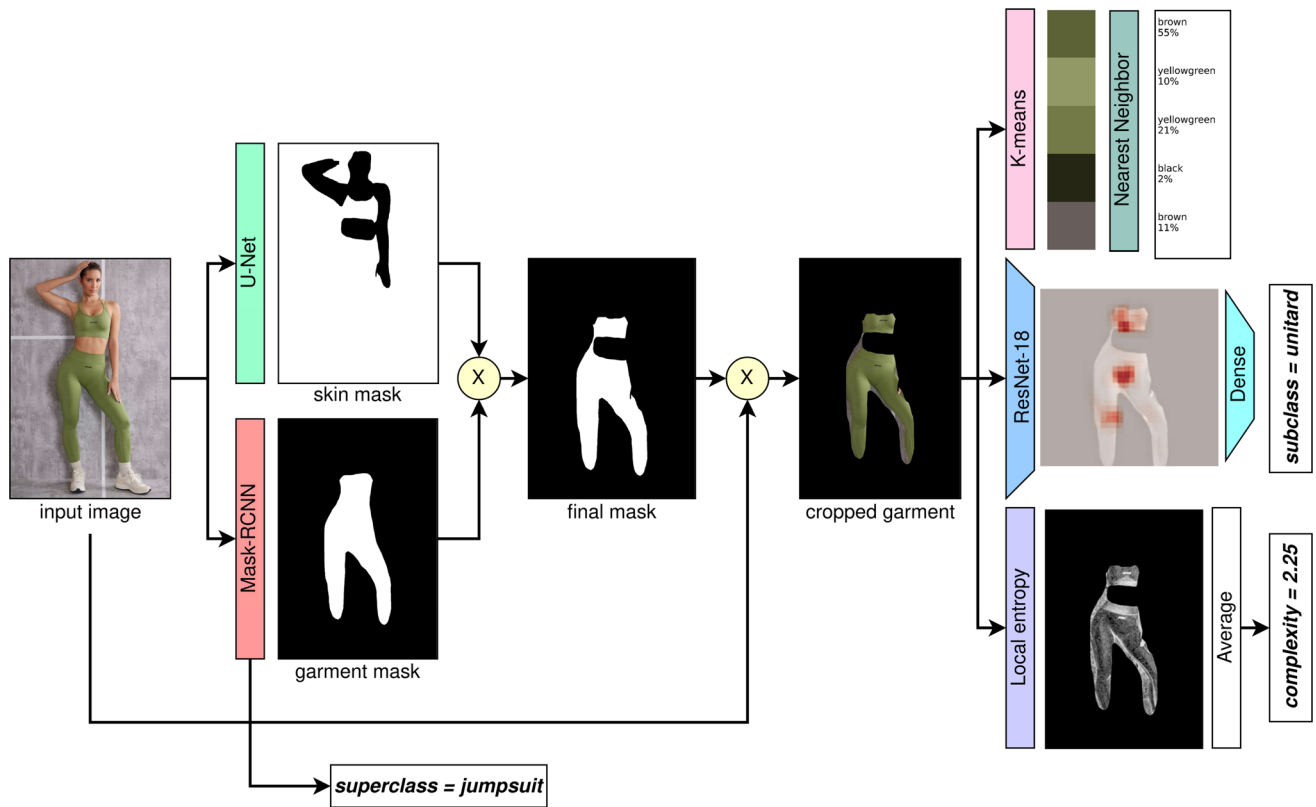 input image
U-Net
skin mask
Mask-RCNN
garment mask
superclass = jumpsuit
X
final mask
X
cropped garment
K-means
Nearest Neighbor
brown
55%
yellowgreen
10%
yellowgreen
21%
black
2%
brown
11%
ResNet-18
Dense
subclass = unitard
Local entropy
Average
complexity = 2.25